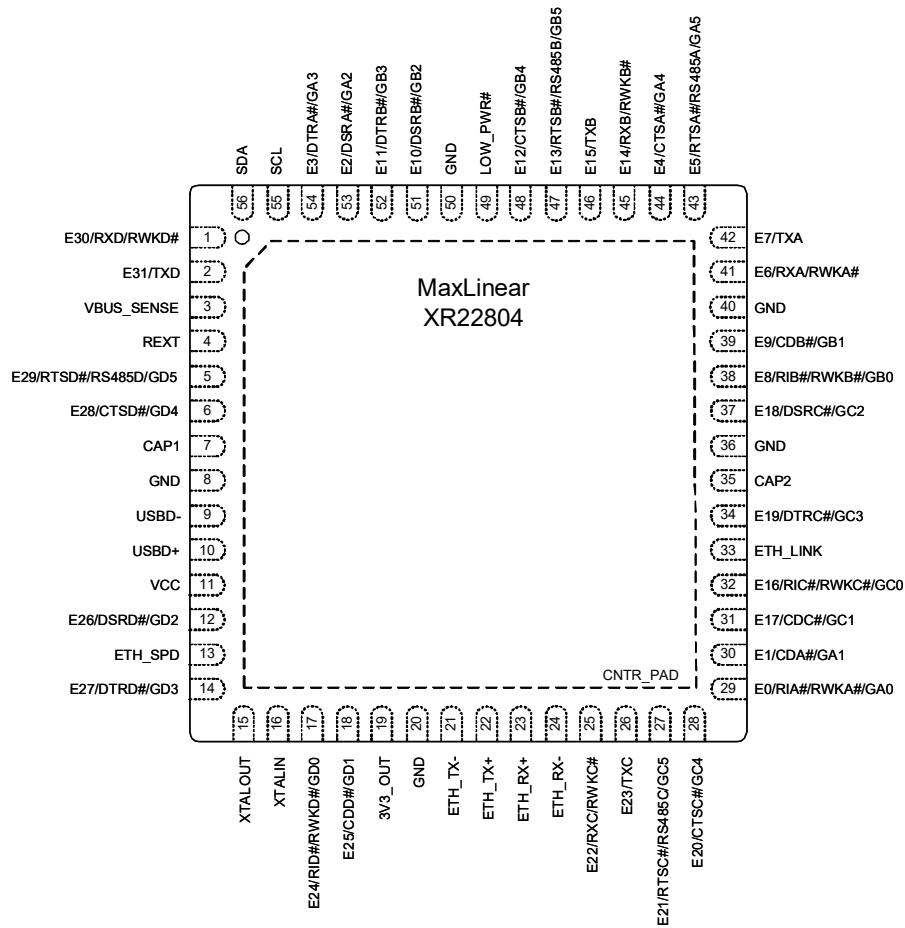 SDA
SCL
E3/DTRA#/GA3
E2/DSRA#/GA2
E11/DTRB#/GB3
E10/DSRB#/GB2
GND
LOW_PWR#
E12/CTSB#/GB4
E13/RTSB#/RS485B/GB5
E15/TXB
E14/RXB/RWKB#
E4/CTSA#/GA4
E5/RTSA#/RS485A/GA5
56
55
54
53
52
51
50
49
48
47
46
45
44
43
E30/RXD/RWKD# 1
E31/TXD 2
VBUS_SENSE 3
REXT 4
E29/RTSD#/RS485D/GD5 5
E28/CTSD#/GD4 6
CAP1 7
GND 8
USBD- 9
USBD+ 10
VCC 11
E26/DSRD#/GD2 12
ETH_SPD 13
E27/DTRD#/GD3 14
MaxLinear
XR22804
42 E7/TXA
41 E6/RXA/RWKA#
40 GND
39 E9/CDB#/GB1
38 E8/RIB#/RWKB#/GB0
37 E18/DSRC#/GC2
36 GND
35 CAP2
34 E19/DTRC#/GC3
33 ETH_LINK
32 E16/RIC#/RWKC#/GC0
31 E17/CDC#/GC1
30 E1/CDA#/GA1
29 E0/RIA#/RWKA#/GA0
CNTR_PAD
15
16
17
18
19
20
21
22
23
24
25
26
27
28
XTALOUT
XTALIN
E24/RID#/RWKD#/GD0
E25/CDD#/GD1
3V3_OUT
GND
ETH_TX-
ETH_TX+
ETH_RX+
ETH_RX-
E22/RXC/RWKC#
E23/TXC
E21/RTSC#/RS485C/GC5
E20/CTSC#/GC4